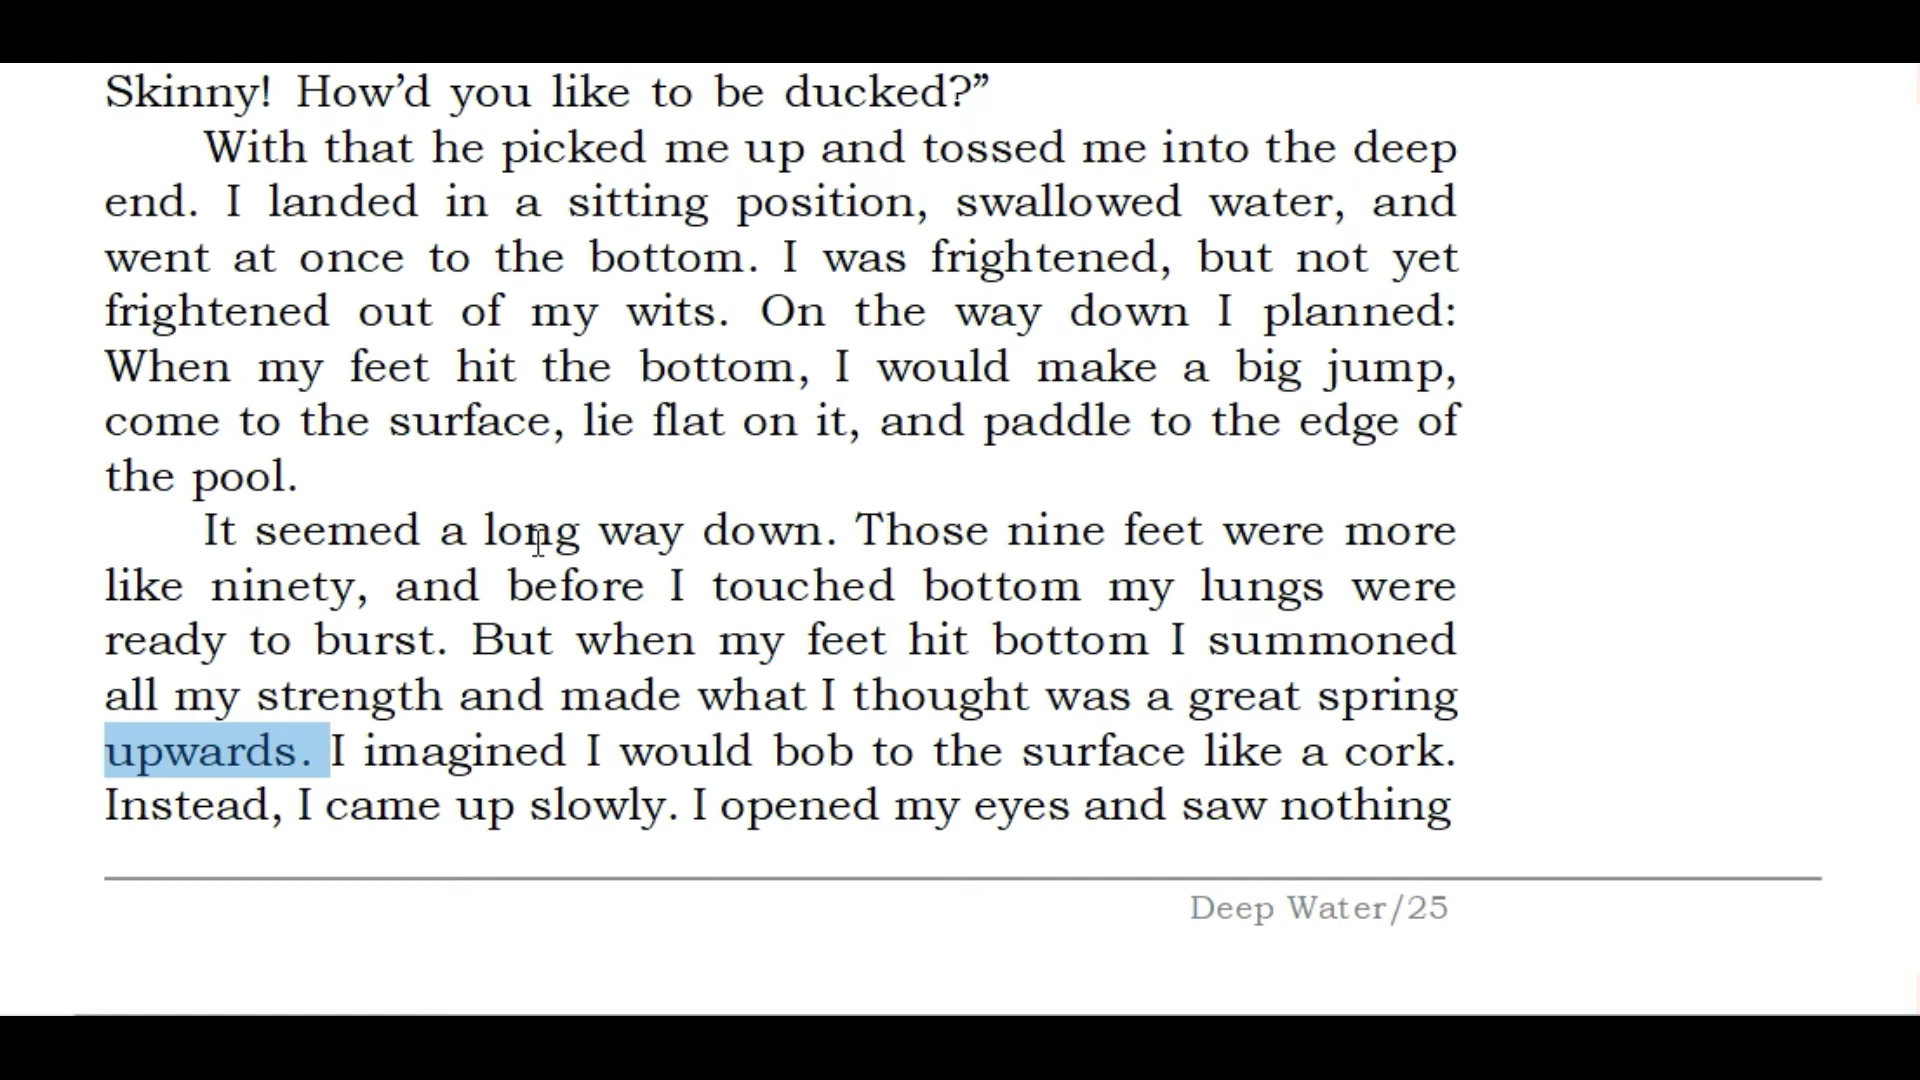 Skinny! How’d you like to be ducked?”
With that he picked me up and tossed me into the deep
end. I landed in a sitting position, swallowed water, and
went at once to the bottom. I was frightened, but not yet
frightened out of my wits. On the way down I planned:
When my feet hit the bottom, I would make a big jump,
come to the surface, lie flat on it, and paddle to the edge of
the pool.
It seemed a long way down. Those nine feet were more
like ninety, and before I touched bottom my lungs were
ready to burst. But when my feet hit bottom I summoned
all my strength and made what I thought was a great spring
upwards. I imagined I would bob to the surface like a cork.
Instead, I came up slowly. I opened my eyes and saw nothing
Deep Water/25